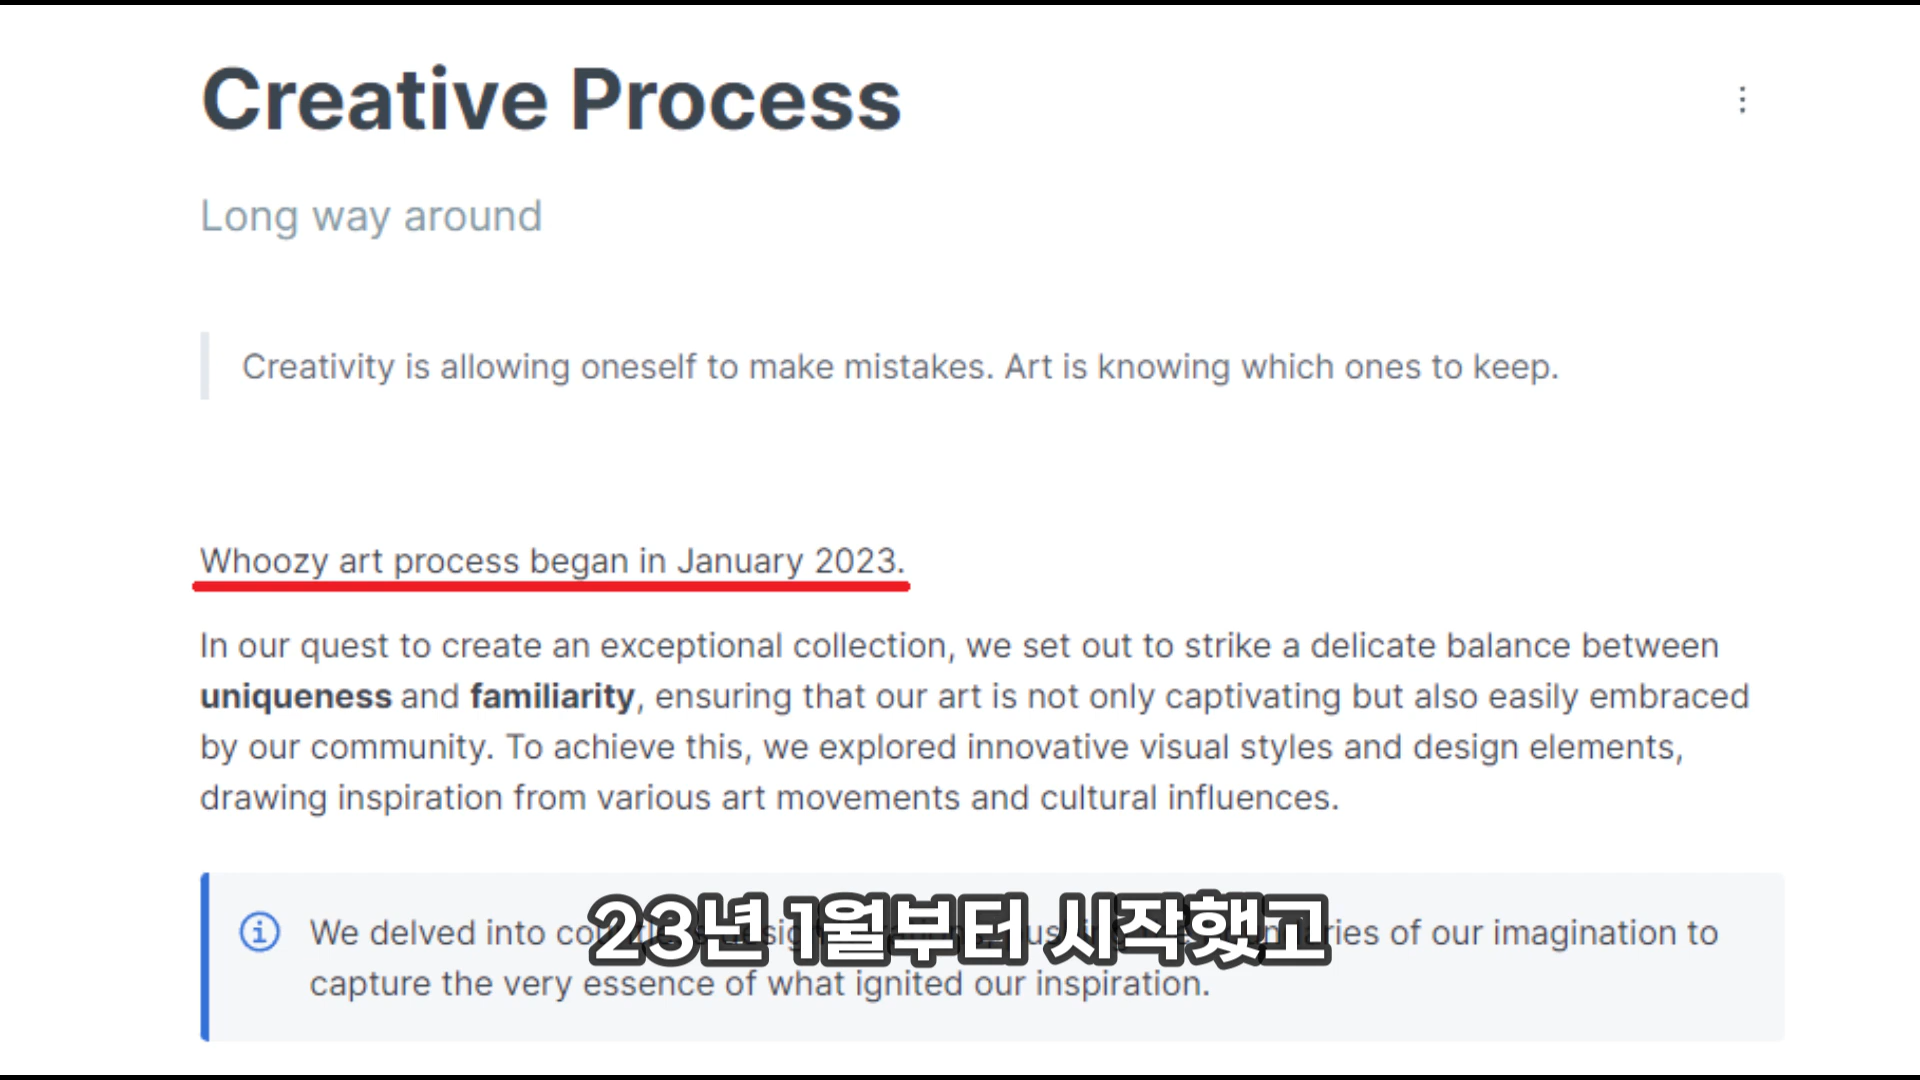 Creative Process
Long way around
Creativity is allowing oneself to make mistakes. Art is knowing which ones to keep.
Whoozy art process began in January 2023.
In our quest to create an exceptional collection, we set out to strike a delicate balance between
uniqueness and familiarity, ensuring that our art is not only captivating but also easily embraced
by our community. To achieve this, we explored innovative visual styles and design elements,
drawing inspiration from various art movements and cultural influences.
We delved into of our imagination to
capture the very essence of what ignited our inspiration.
23년 1월부터 시작했고